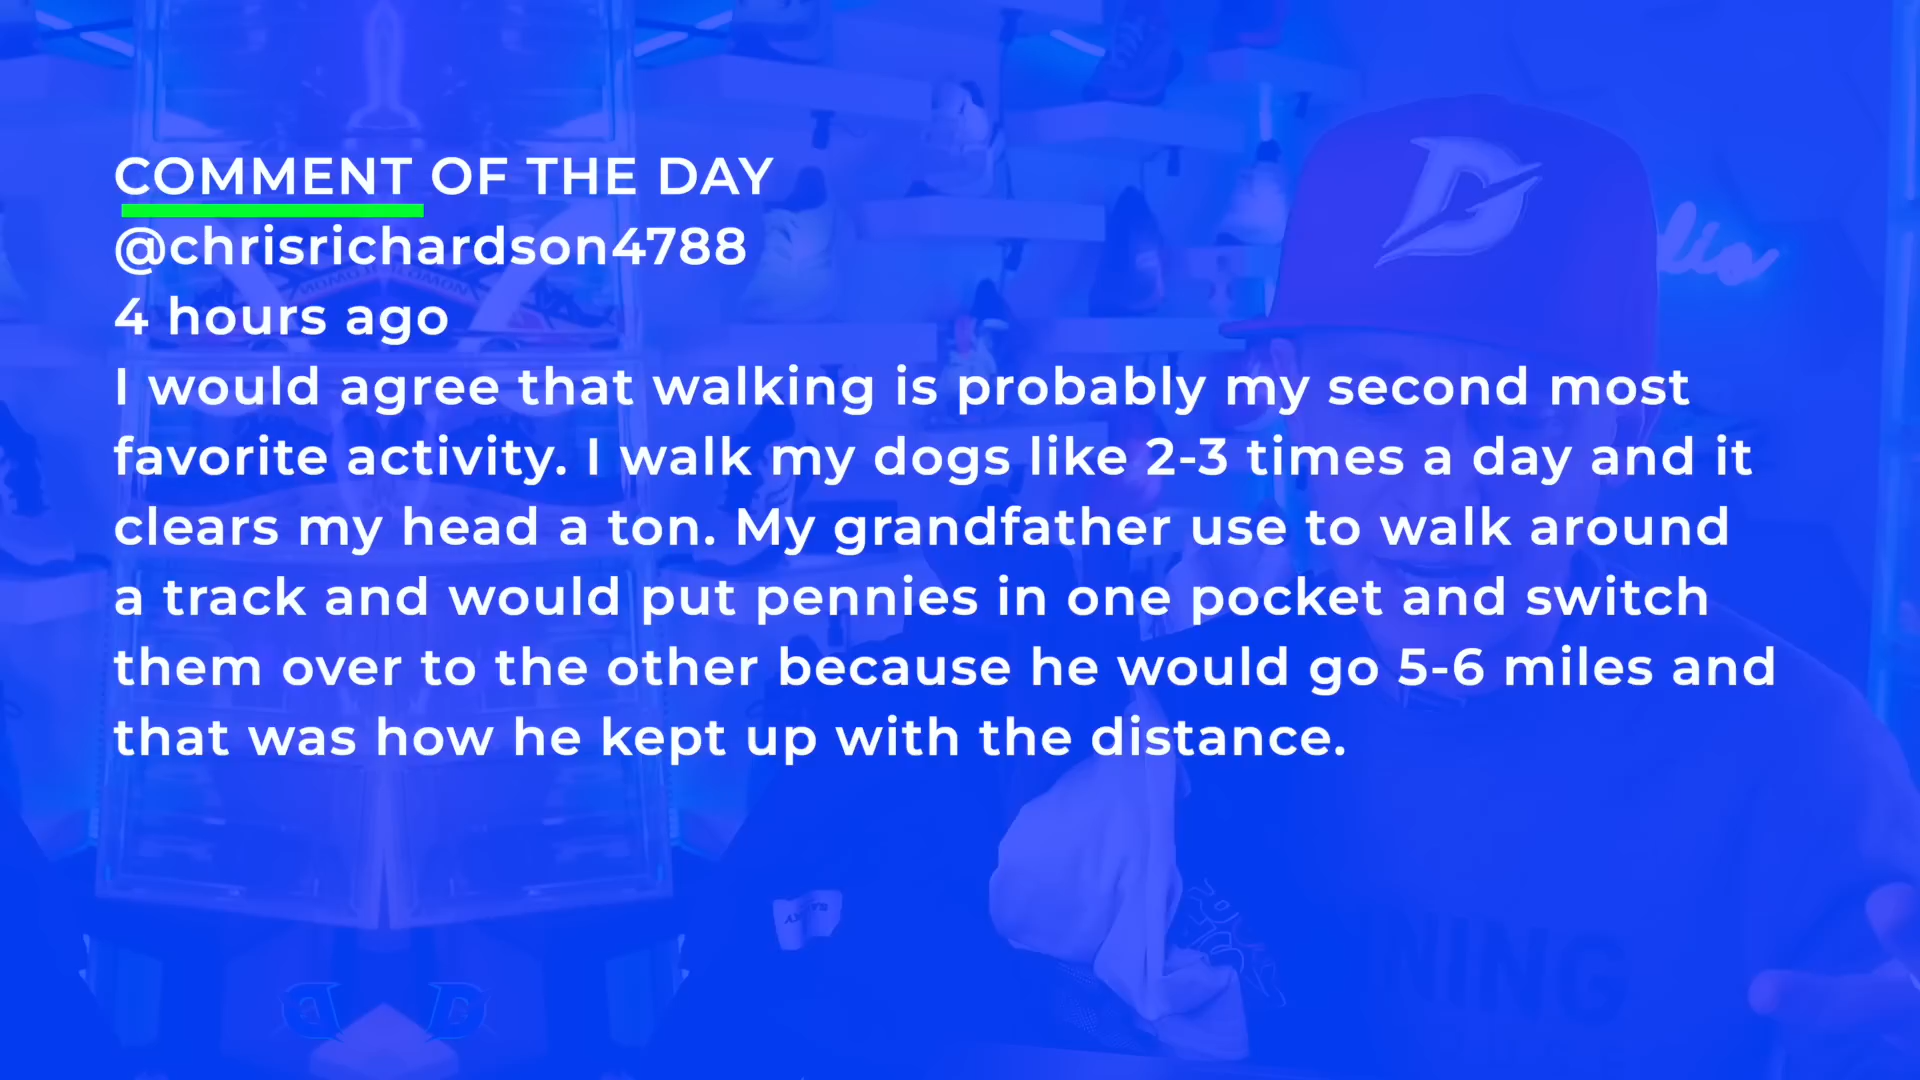 COMMENT OF THE DAY
@chrisrichardson4788
4 hours ago
I would agree that walking is probably my second most
favorite activity. I walk my dogs like 2-3 times a day and it
clears my head a ton. My grandfather use to walk around
a track and would put pennies in one pocket and switch
them over to the other because he would go 5-6 miles and
that was how he kept up with the distance.
D
NING